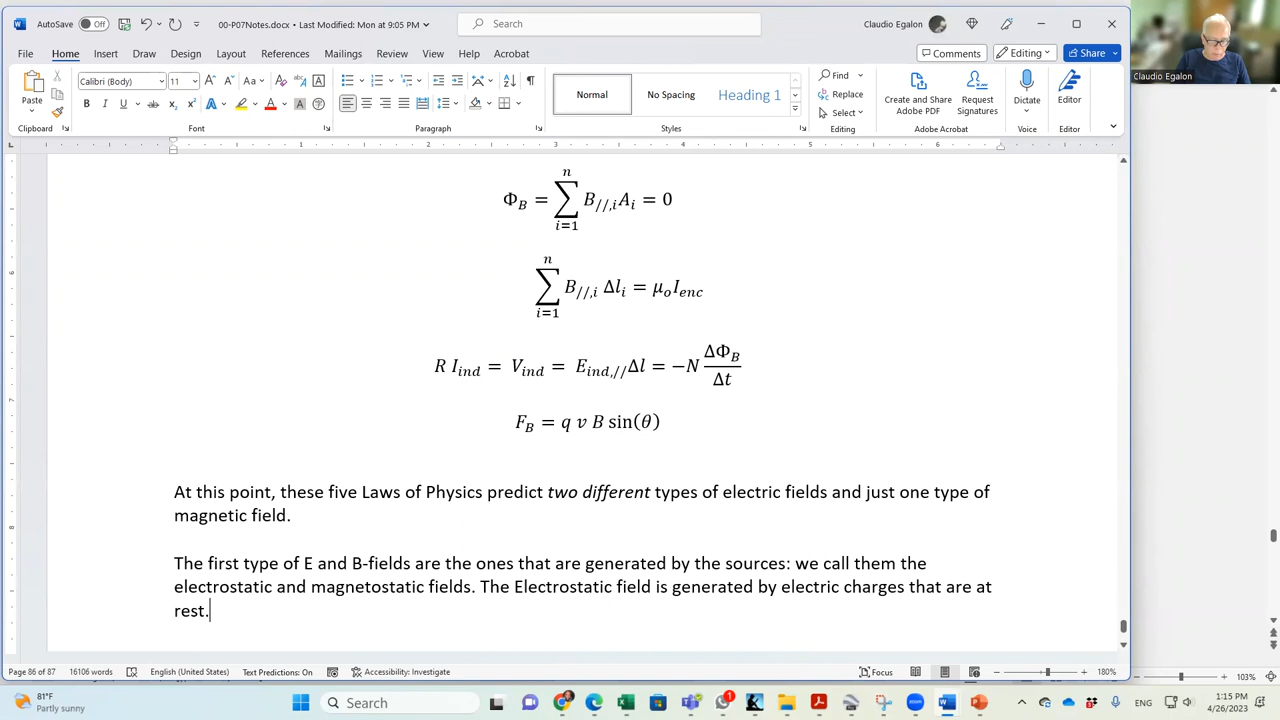 AutoSave Off 00-P07Notes.docx • Last Modified: Mon at 9:05 PM Search Claudio Egalon
File Home Insert Draw Design Layout References Mailings Review View Help Acrobat Comments Editing Share
Calibri (Body) 11 Normal No Spacing Heading 1
Paste Find Replace Select Create and Share Adobe PDF Request Signatures Dictate Editor
Clipboard Font Paragraph Styles Editing Adobe Acrobat Voice Editor
Claudio Egalon
Φ_B = ∑_{i=1}^{n} B_{//,i} A_i = 0
∑_{i=1}^{n} B_{//,i} Δl_i = μ_o I_{enc}
R I_{ind} = V_{ind} = E_{ind,//} Δl = −N ΔΦ_B / Δt
F_B = q v B sin(θ)
At this point, these five Laws of Physics predict two different types of electric fields and just one type of
magnetic field.
The first type of E and B-fields are the ones that are generated by the sources: we call them the
electrostatic and magnetostatic fields. The Electrostatic field is generated by electric charges that are at
rest.
Page 86 of 87 16106 words English (United States) Text Predictions: On Accessibility: Investigate Focus 180% 103%
81°F
Partly sunny
Search
ENG
1:15 PM
4/26/2023